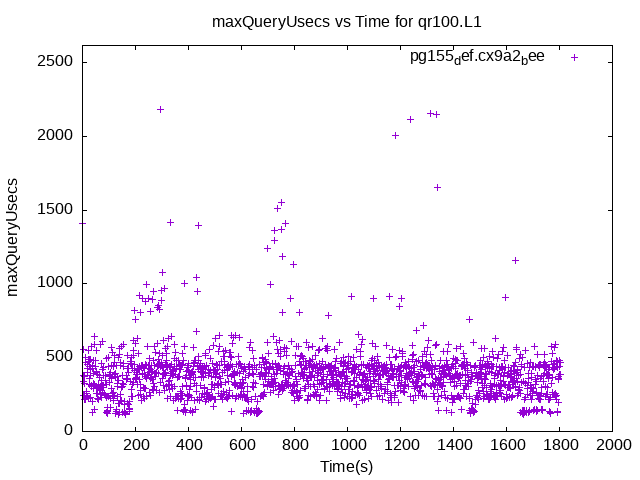 maxQueryUsecs vs Time for qr100.L1
pg155_def.cx9a2_bee
2500
2000
1500
1000
500
0
maxQueryUsecs
0 200 400 600 800 1000 1200 1400 1600 1800 2000
Time(s)